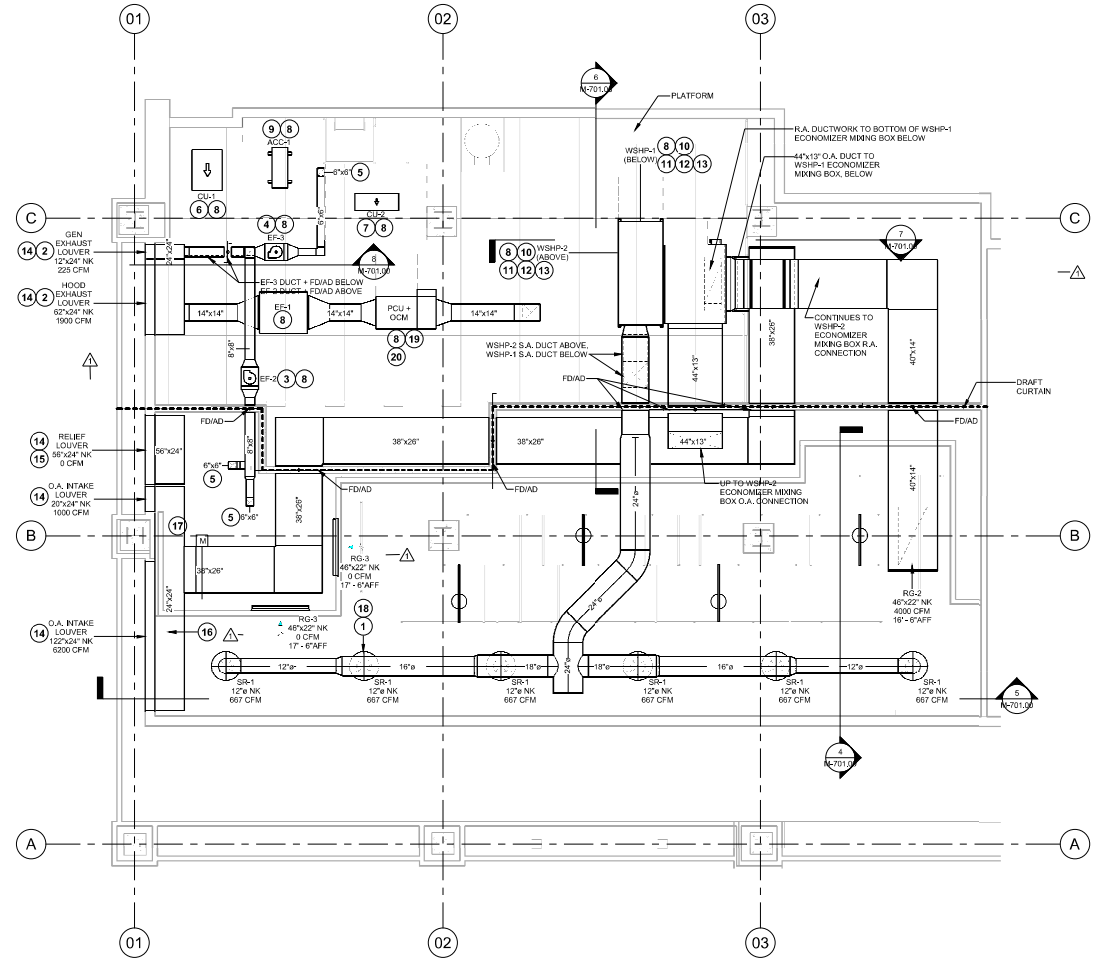 01
02
03
6
M-701.00
PLATFORM
9 8
ACC-1
WSHP-1
(BELOW)
8 10
11 12 13
R.A. DUCTWORK TO BOTTOM OF WSHP-1
ECONOMIZER MIXING BOX BELOW
44"x13" O.A. DUCT TO
WSHP-1 ECONOMIZER
MIXING BOX, BELOW
6"x6" 5
6"x6"
CU-1
6 8
CU-2
7 8
C
C
4 8
EF-3
14 2
GEN
EXHAUST
LOUVER
12"x24" NK
225 CFM
24"x24"
8
M-701.00
8 10
11 12 13
WSHP-2
(ABOVE)
7
M-701.00
1
EF-3 DUCT + FD/AD BELOW
EF-2 DUCT + FD/AD ABOVE
14 2
HOOD
EXHAUST
LOUVER
62"x24" NK
1900 CFM
14"x14"
EF-1
8
14"x14"
PCU +
OCM
14"x14"
8 19
20
CONTINUES TO
WSHP-2
ECONOMIZER
MIXING BOX R.A.
CONNECTION
38"x26"
40"x14"
44"x13"
8"x8"
WSHP-2 S.A. DUCT ABOVE,
WSHP-1 S.A. DUCT BELOW
1
EF-2 3 8
FD/AD
DRAFT
CURTAIN
FD/AD
FD/AD
14
15
RELIEF
LOUVER
56"x24" NK
0 CFM
56"x24"
8"x8"
38"x26"
38"x26"
44"x13"
6"x6"
5
FD/AD
FD/AD
UP TO WSHP-2
ECONOMIZER MIXING
BOX O.A. CONNECTION
40"x14"
14
O.A. INTAKE
LOUVER
20"x24" NK
1000 CFM
5 6"x6"
38"x26"
24"ø
17
B
B
M
38"x26"
RG-3
46"x22" NK
0 CFM
17' - 6"AFF
1
24"x24"
24"ø
RG-2
46"x22" NK
4000 CFM
16' - 6"AFF
14
O.A. INTAKE
LOUVER
122"x24" NK
6200 CFM
16
1
RG-3
46"x22" NK
0 CFM
17' - 6"AFF
18
1
12"ø
16"ø
18"ø
24"ø
18"ø
16"ø
12"ø
SR-1
12"ø NK
667 CFM
SR-1
12"ø NK
667 CFM
SR-1
12"ø NK
667 CFM
SR-1
12"ø NK
667 CFM
SR-1
12"ø NK
667 CFM
SR-1
12"ø NK
667 CFM
5
M-701.00
4
M-701.00
A
A
01
02
03